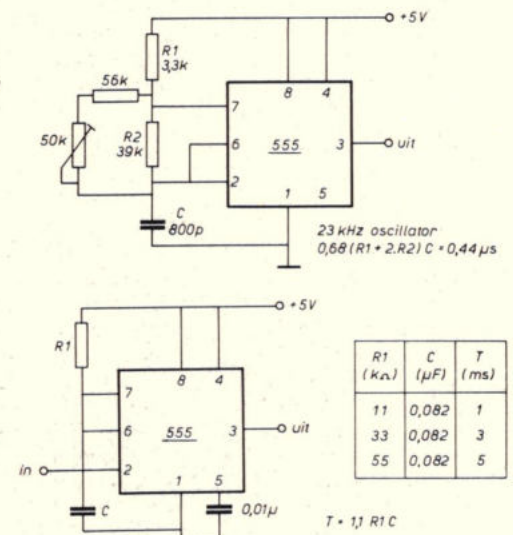 +5V
R1
3,3k
56k
8 4
7
50k
R2
39k
6
555
3
uit
2
1 5
C
800p
23 kHz oscillator
0,68 (R1 + 2.R2) C = 0,44 µs
+5V
R1
8 4
7
6
555
3
uit
in
2
1 5
C
0,01µ
R1 (kΩ) C (µF) T (ms)
11 0,082 1
33 0,082 3
55 0,082 5
T = 1,1 R1 C